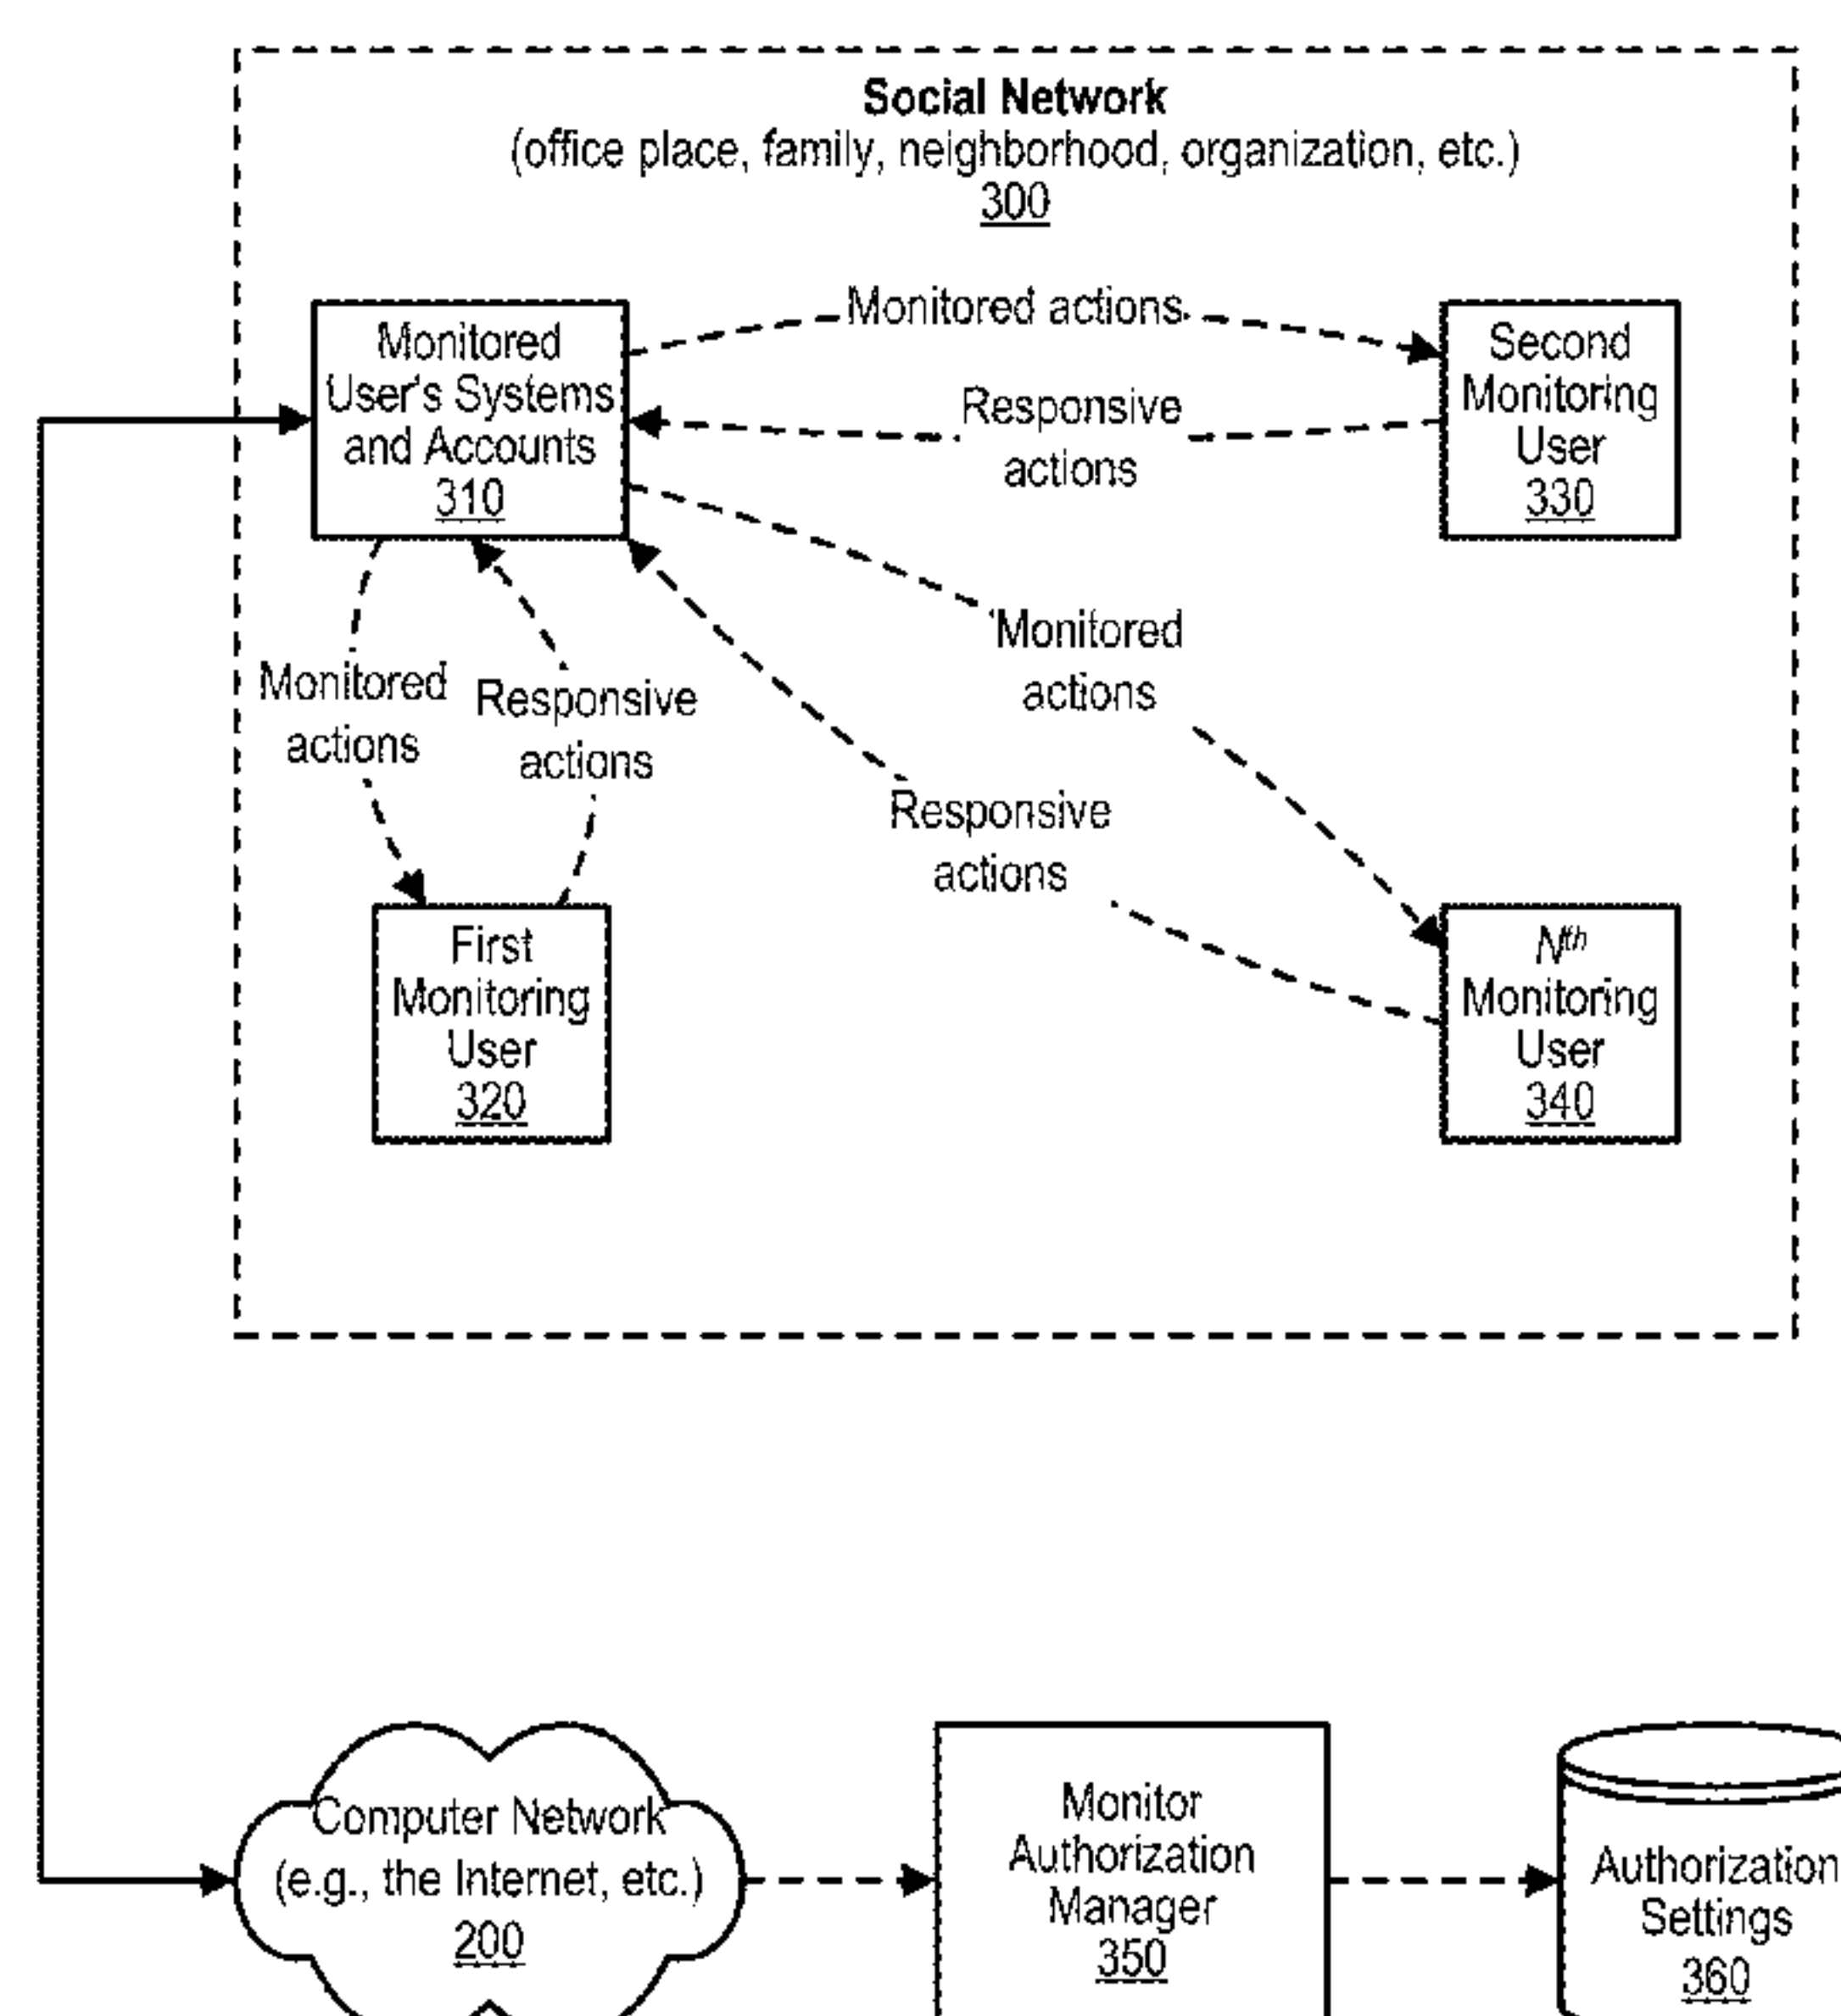 Social Network
(office place, family, neighborhood, organization, etc.)
300
Monitored
User's Systems
and Accounts
310
Monitored actions
Responsive
actions
Second
Monitoring
User
330
Monitored
actions
Responsive
actions
Monitored
actions
Responsive
actions
First
Monitoring
User
320
Nth
Monitoring
User
340
Computer Network
(e.g., the Internet, etc.)
200
Monitor
Authorization
Manager
350
Authorization
Settings
360